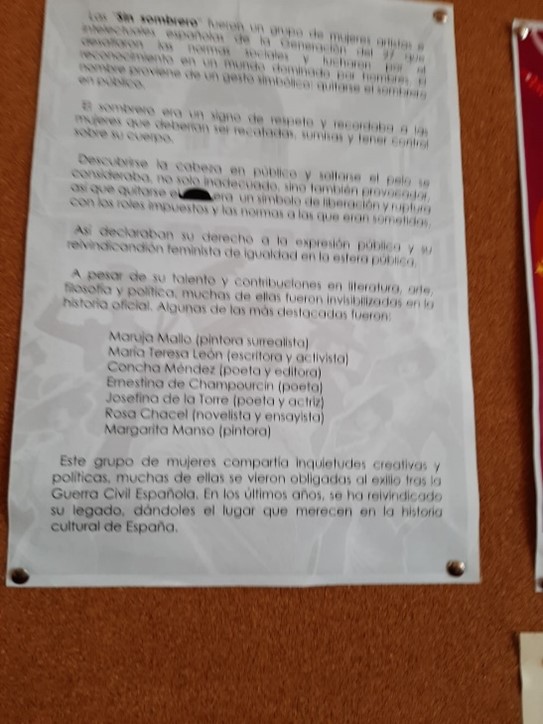 Las "Sin sombrero" fueron un grupo de mujeres artistas e
intelectuales españolas de la Generación del 27 que
desafiaron las normas sociales y lucharon por el
reconocimiento en un mundo dominado por hombres. El
nombre proviene de un gesto simbólico: quitarse el sombrero
en público.
El sombrero era un signo de respeto y recordaba a las
mujeres que deberían ser recatadas, sumisas y tener control
sobre su cuerpo.
Descubrirse la cabeza en público y soltarse el pelo se
consideraba, no solo inadecuado, sino también provocador,
así que quitarse e era un símbolo de liberación y ruptura
con los roles impuestos y las normas a las que eran sometidas.
Así declaraban su derecho a la expresión pública y su
reivindicandión feminista de igualdad en la esfera pública.
A pesar de su talento y contribuciones en literatura, arte,
filosofía y política, muchas de ellas fueron invisibilizadas en la
historia oficial. Algunas de las más destacadas fueron:
Maruja Mallo (pintora surrealista)
María Teresa León (escritora y activista)
Concha Méndez (poeta y editora)
Ernestina de Champourcin (poeta)
Josefina de la Torre (poeta y actriz)
Rosa Chacel (novelista y ensayista)
Margarita Manso (pintora)
Este grupo de mujeres compartía inquietudes creativas y
políticas, muchas de ellas se vieron obligadas al exilio tras la
Guerra Civil Española. En los últimos años, se ha reivindicado
su legado, dándoles el lugar que merecen en la historia
cultural de España.